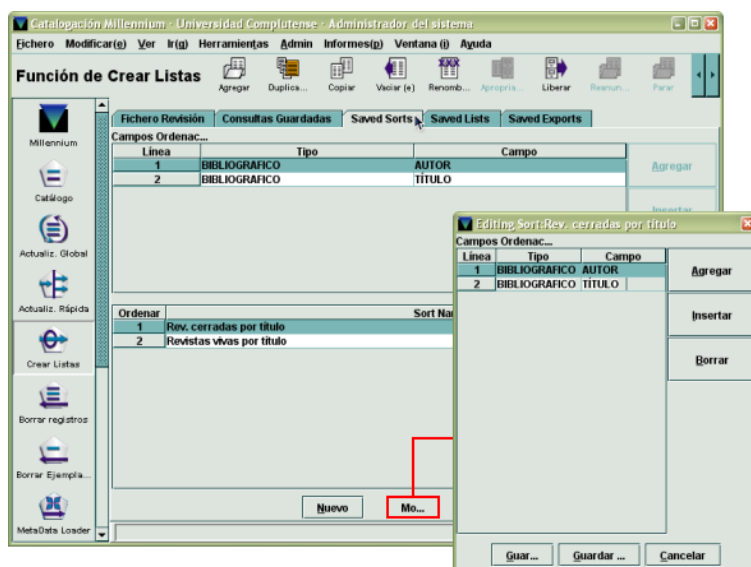 Catalogación Millennium · Universidad Complutense · Administrador del sistema
Fichero Modificar(e) Ver Ir(g) Herramientas Admin Informes(p) Ventana (i) Ayuda
Función de Crear Listas
Agregar Duplica... Copiar Vaciar (e) Renomb... Apropria... Liberar Reanun... Parar
Millennium
Catálogo
Actualiz. Global
Actualiz. Rápida
Crear Listas
Borrar registros
Borrar Ejempla...
MetaData Loader
Fichero Revisión Consultas Guardadas Saved Sorts Saved Lists Saved Exports
Campos Ordenac...
Línea Tipo Campo
1 BIBLIOGRAFICO AUTOR
2 BIBLIOGRAFICO TÍTULO
Agregar
Insertar
Ordenar Sort Na
1 Rev. cerradas por título
2 Revistas vivas por título
Nuevo Mo...
Editing Sort:Rev. cerradas por título
Campos Ordenac...
Línea Tipo Campo
1 BIBLIOGRAFICO AUTOR
2 BIBLIOGRAFICO TÍTULO
Agregar
Insertar
Borrar
Guar... Guardar ... Cancelar